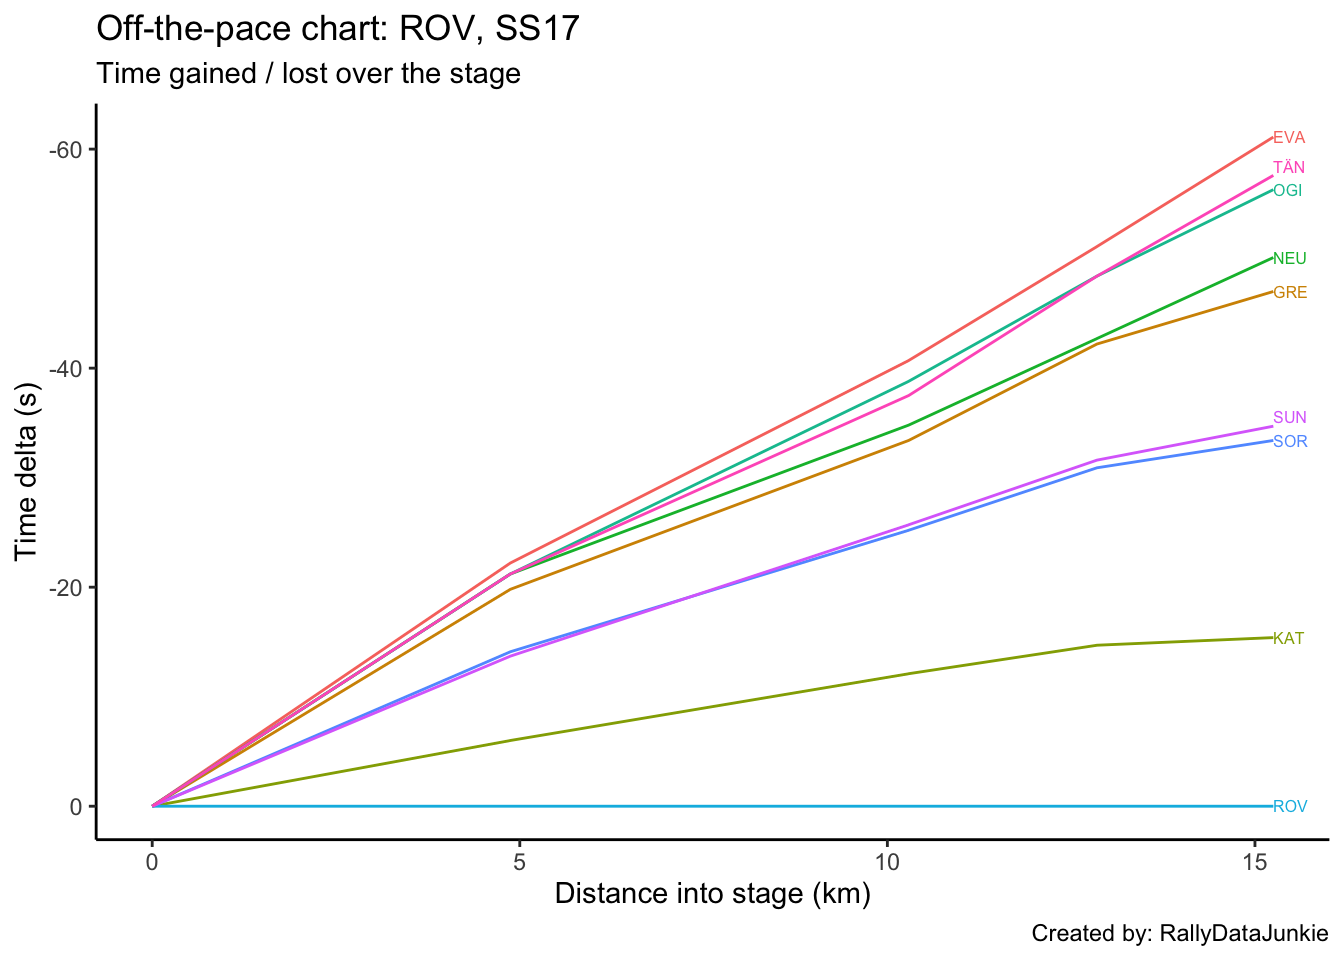 Off-the-pace chart: ROV, SS17
Time gained / lost over the stage
Time delta (s)
-60
-40
-20
0
EVA
TÄN
OGI
NEU
GRE
SUN
SOR
KAT
ROV
0 5 10 15
Distance into stage (km)
Created by: RallyDataJunkie